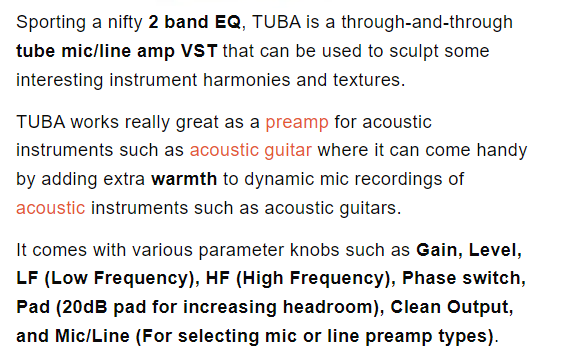 Sporting a nifty 2 band EQ, TUBA is a through-and-through
tube mic/line amp VST that can be used to sculpt some
interesting instrument harmonies and textures.
TUBA works really great as a preamp for acoustic
instruments such as acoustic guitar where it can come handy
by adding extra warmth to dynamic mic recordings of
acoustic instruments such as acoustic guitars.
It comes with various parameter knobs such as Gain, Level,
LF (Low Frequency), HF (High Frequency), Phase switch,
Pad (20dB pad for increasing headroom), Clean Output,
and Mic/Line (For selecting mic or line preamp types).